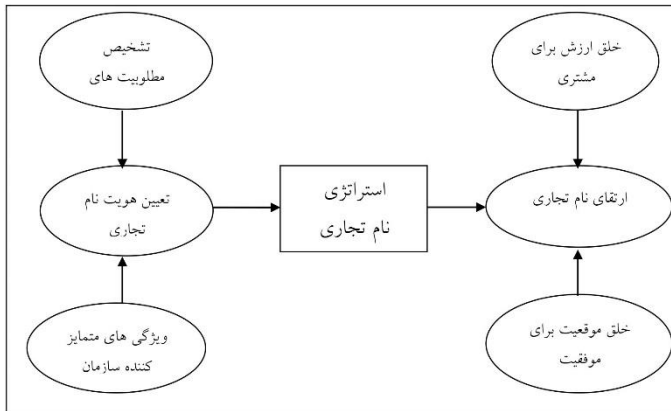 تشخیص
مطلوبیت های
خلق ارزش برای
مشتری
تعیین هویت نام
تجاری
استراتژی
نام تجاری
ارتقای نام تجاری
ویژگی های متمایز
کننده سازمان
خلق موقعیت برای
موفقیت